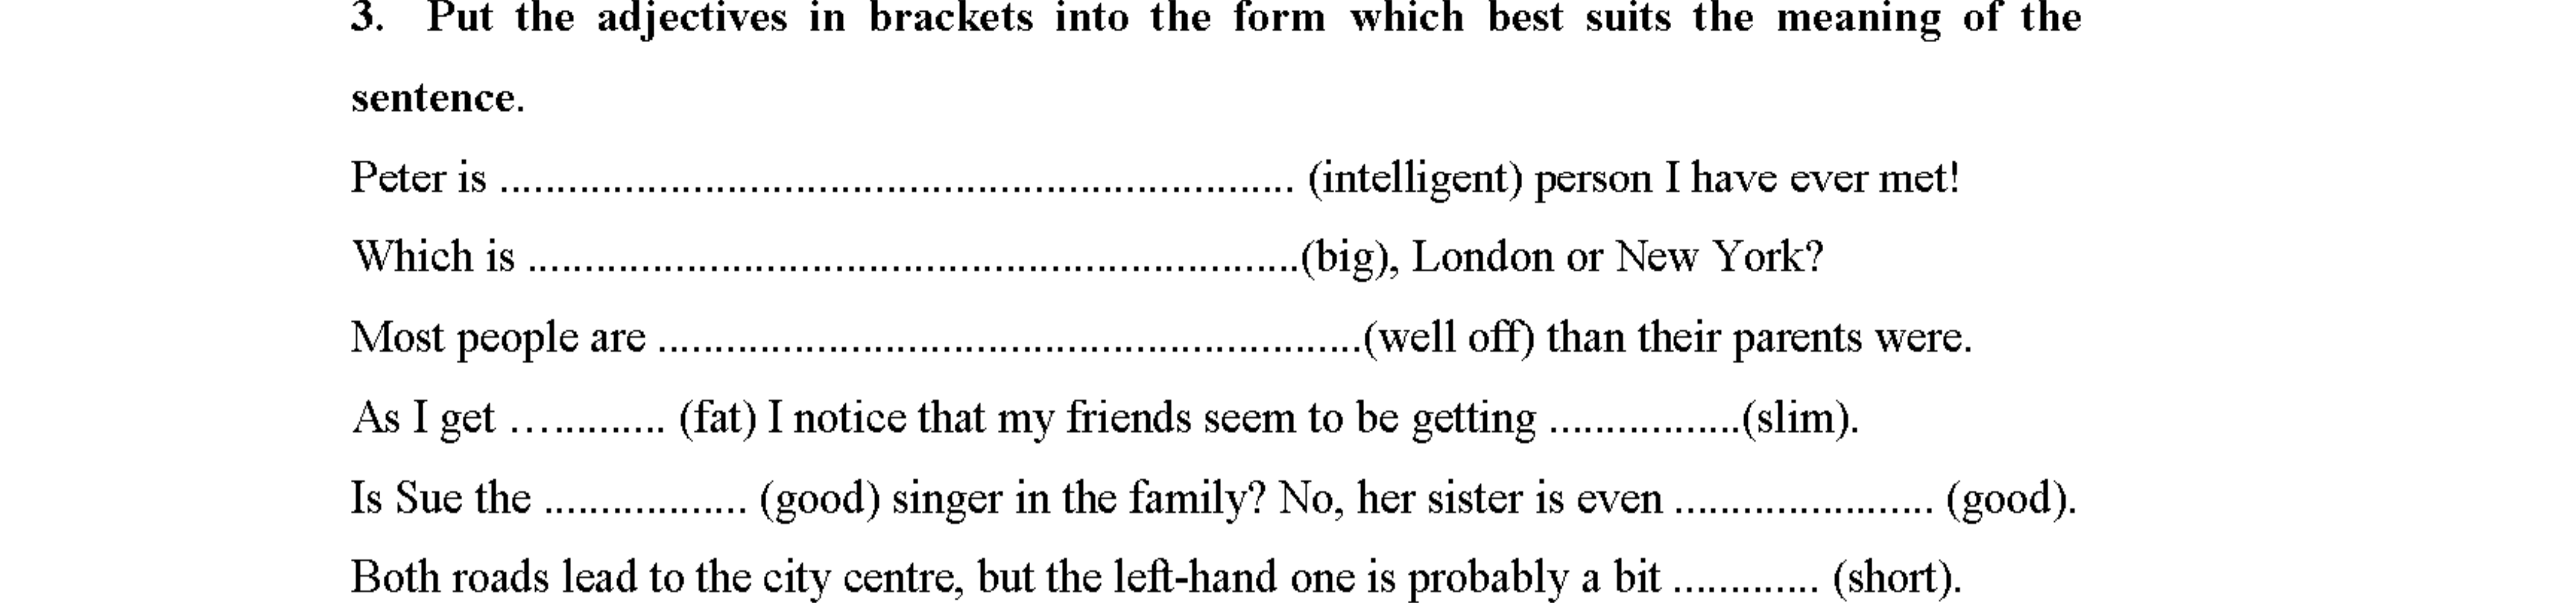 3. Put the adjectives in brackets into the form which best suits the meaning of the
sentence.
Peter is ...................................................................... (intelligent) person I have ever met!
Which is ....................................................................(big), London or New York?
Most people are ..............................................................(well off) than their parents were.
As I get ............. (fat) I notice that my friends seem to be getting .................(slim).
Is Sue the .................. (good) singer in the family? No, her sister is even ....................... (good).
Both roads lead to the city centre, but the left-hand one is probably a bit ............. (short).